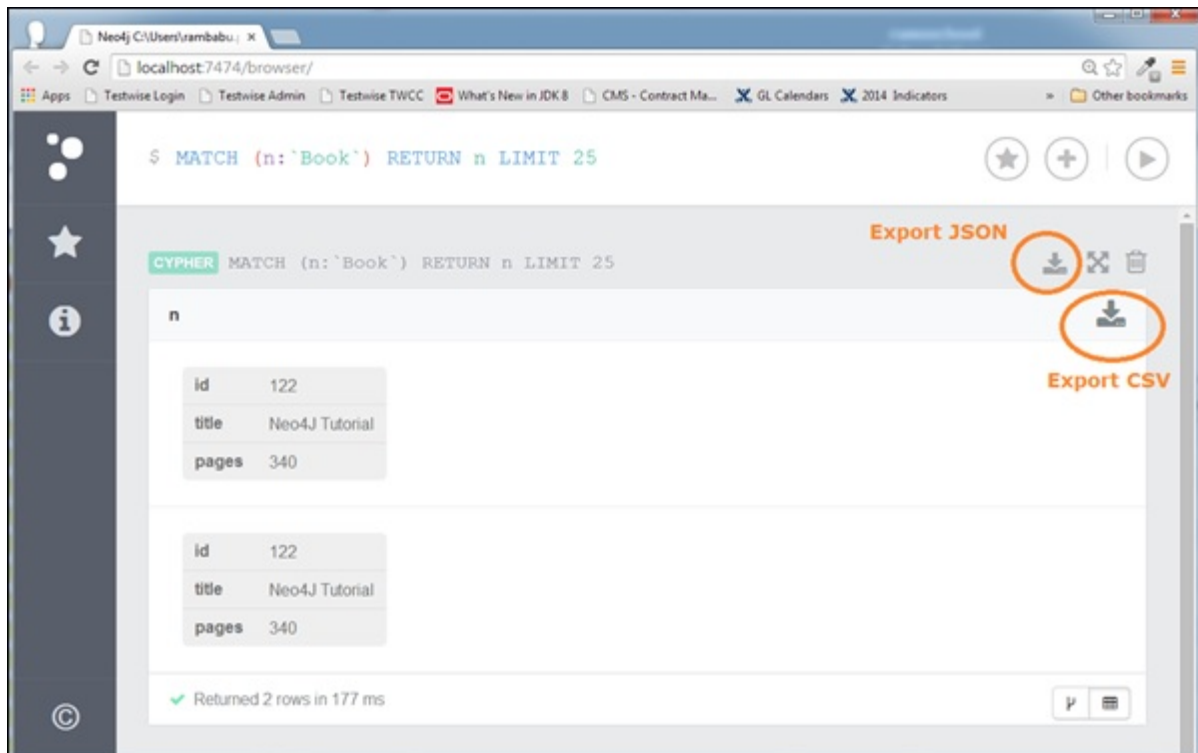 Neo4j C:\Users\rambabu.
localhost:7474/browser/
Apps Testwise Login Testwise Admin Testwise TWCC What's New in JDK 8 CMS - Contract Ma... GL Calendars 2014 Indicators » Other bookmarks
$ MATCH (n:`Book`) RETURN n LIMIT 25
Export JSON
CYPHER MATCH (n:`Book`) RETURN n LIMIT 25
n
Export CSV
id 122
title Neo4J Tutorial
pages 340
id 122
title Neo4J Tutorial
pages 340
Returned 2 rows in 177 ms
©